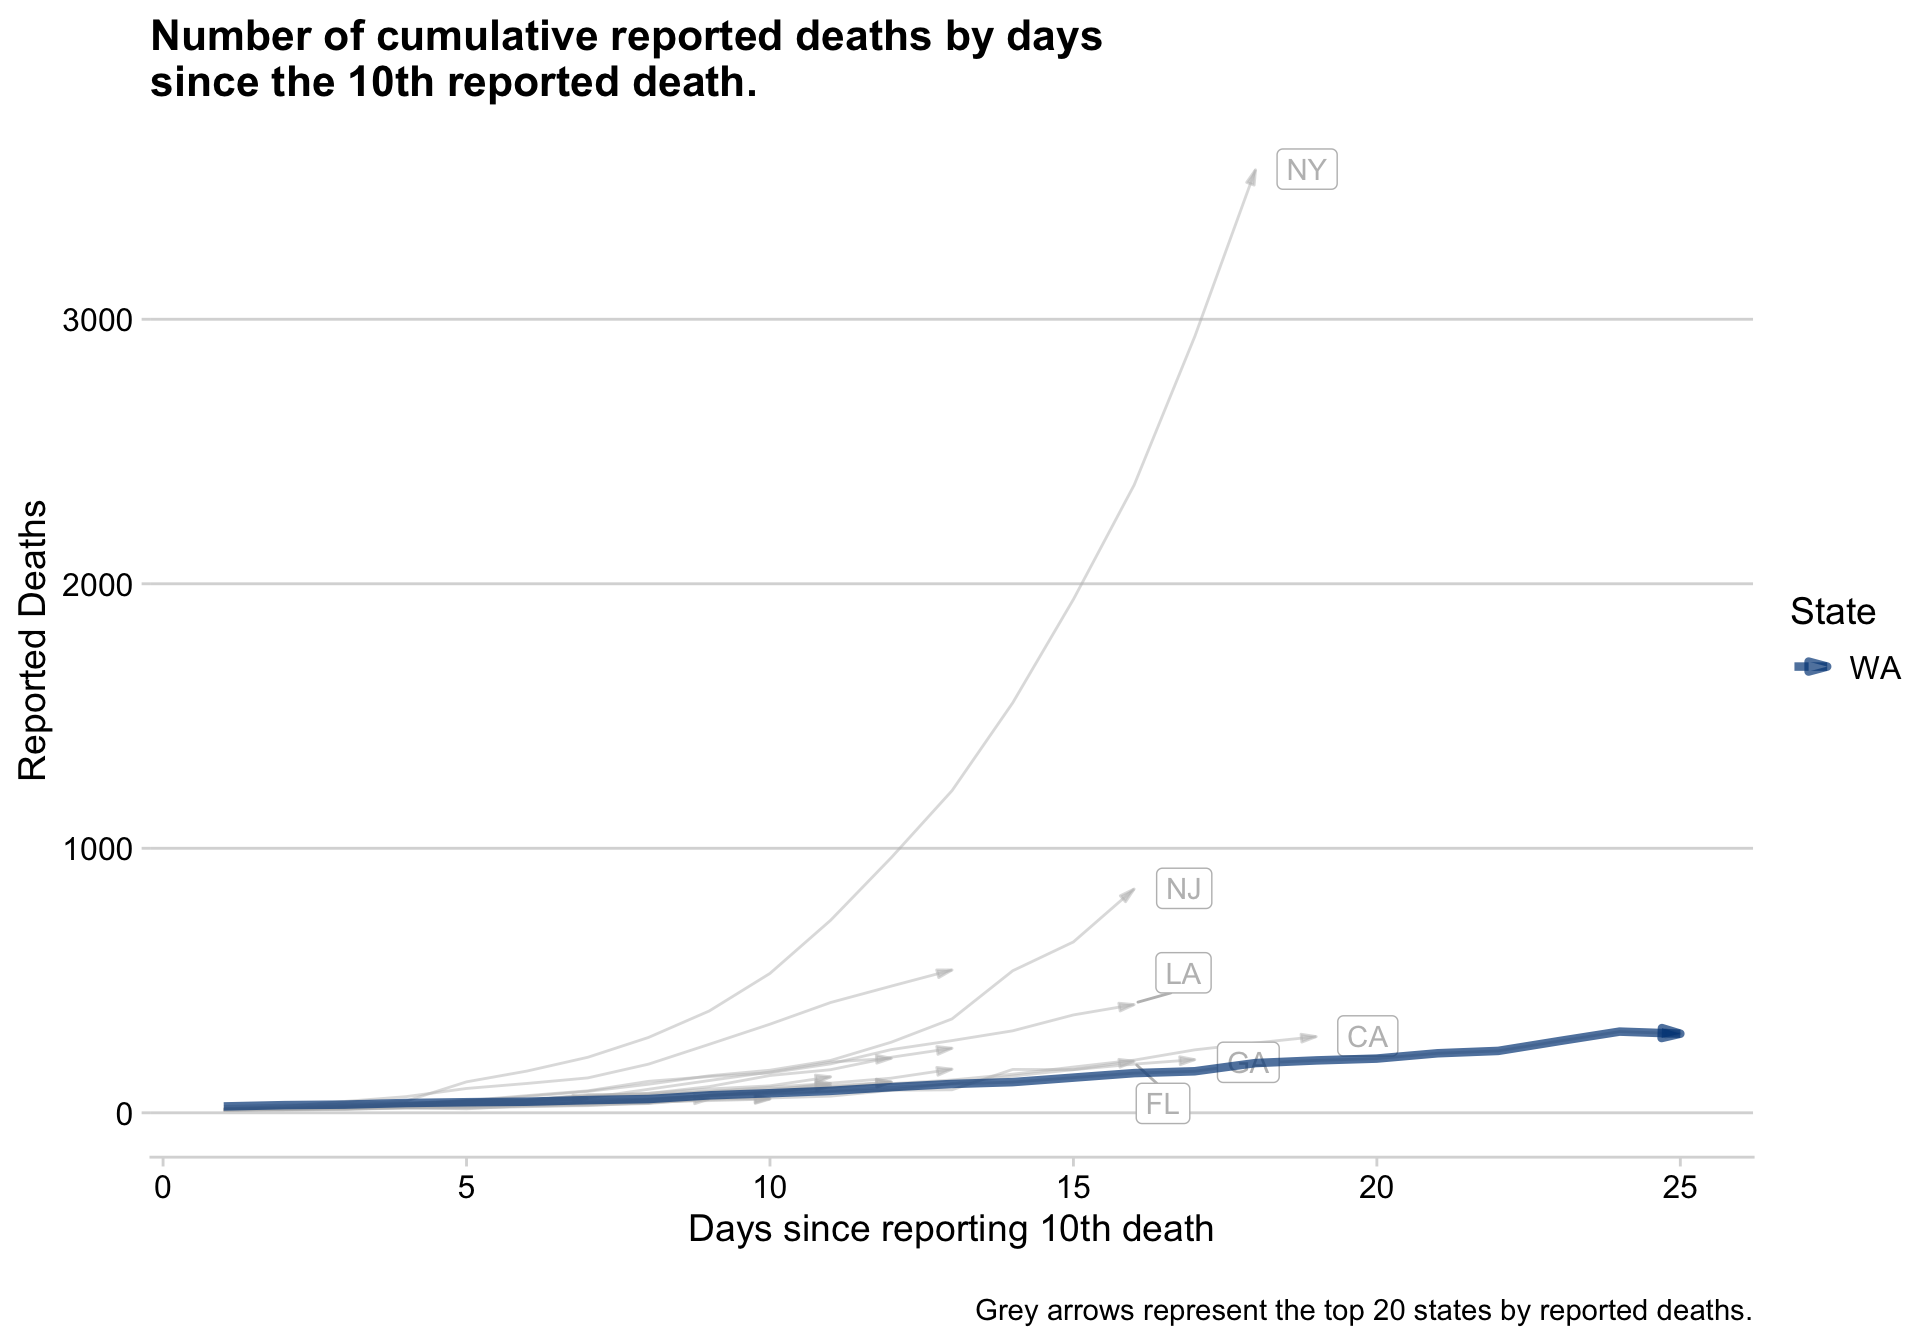 Number of cumulative reported deaths by days
since the 10th reported death.
NY
3000
2000
1000
0
Reported Deaths
NJ
LA
CA
GA
FL
State
WA
0 5 10 15 20 25
Days since reporting 10th death
Grey arrows represent the top 20 states by reported deaths.